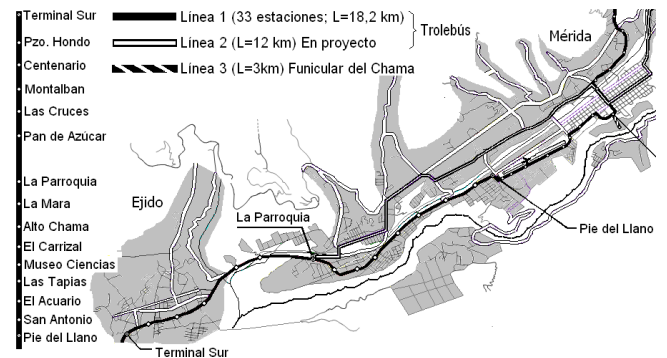 Terminal Sur
Pzo. Hondo
Centenario
Montalban
Las Cruces
Pan de Azúcar
La Parroquia
La Mara
Alto Chama
El Carrizal
Museo Ciencias
Las Tapias
El Acuario
San Antonio
Pie del Llano
Línea 1 (33 estaciones; L=18,2 km)
Línea 2 (L=12 km) En proyecto
Trolebús
Línea 3 (L=3km) Funicular del Chama
Mérida
Ejido
La Parroquia
Pie del Llano
Terminal Sur